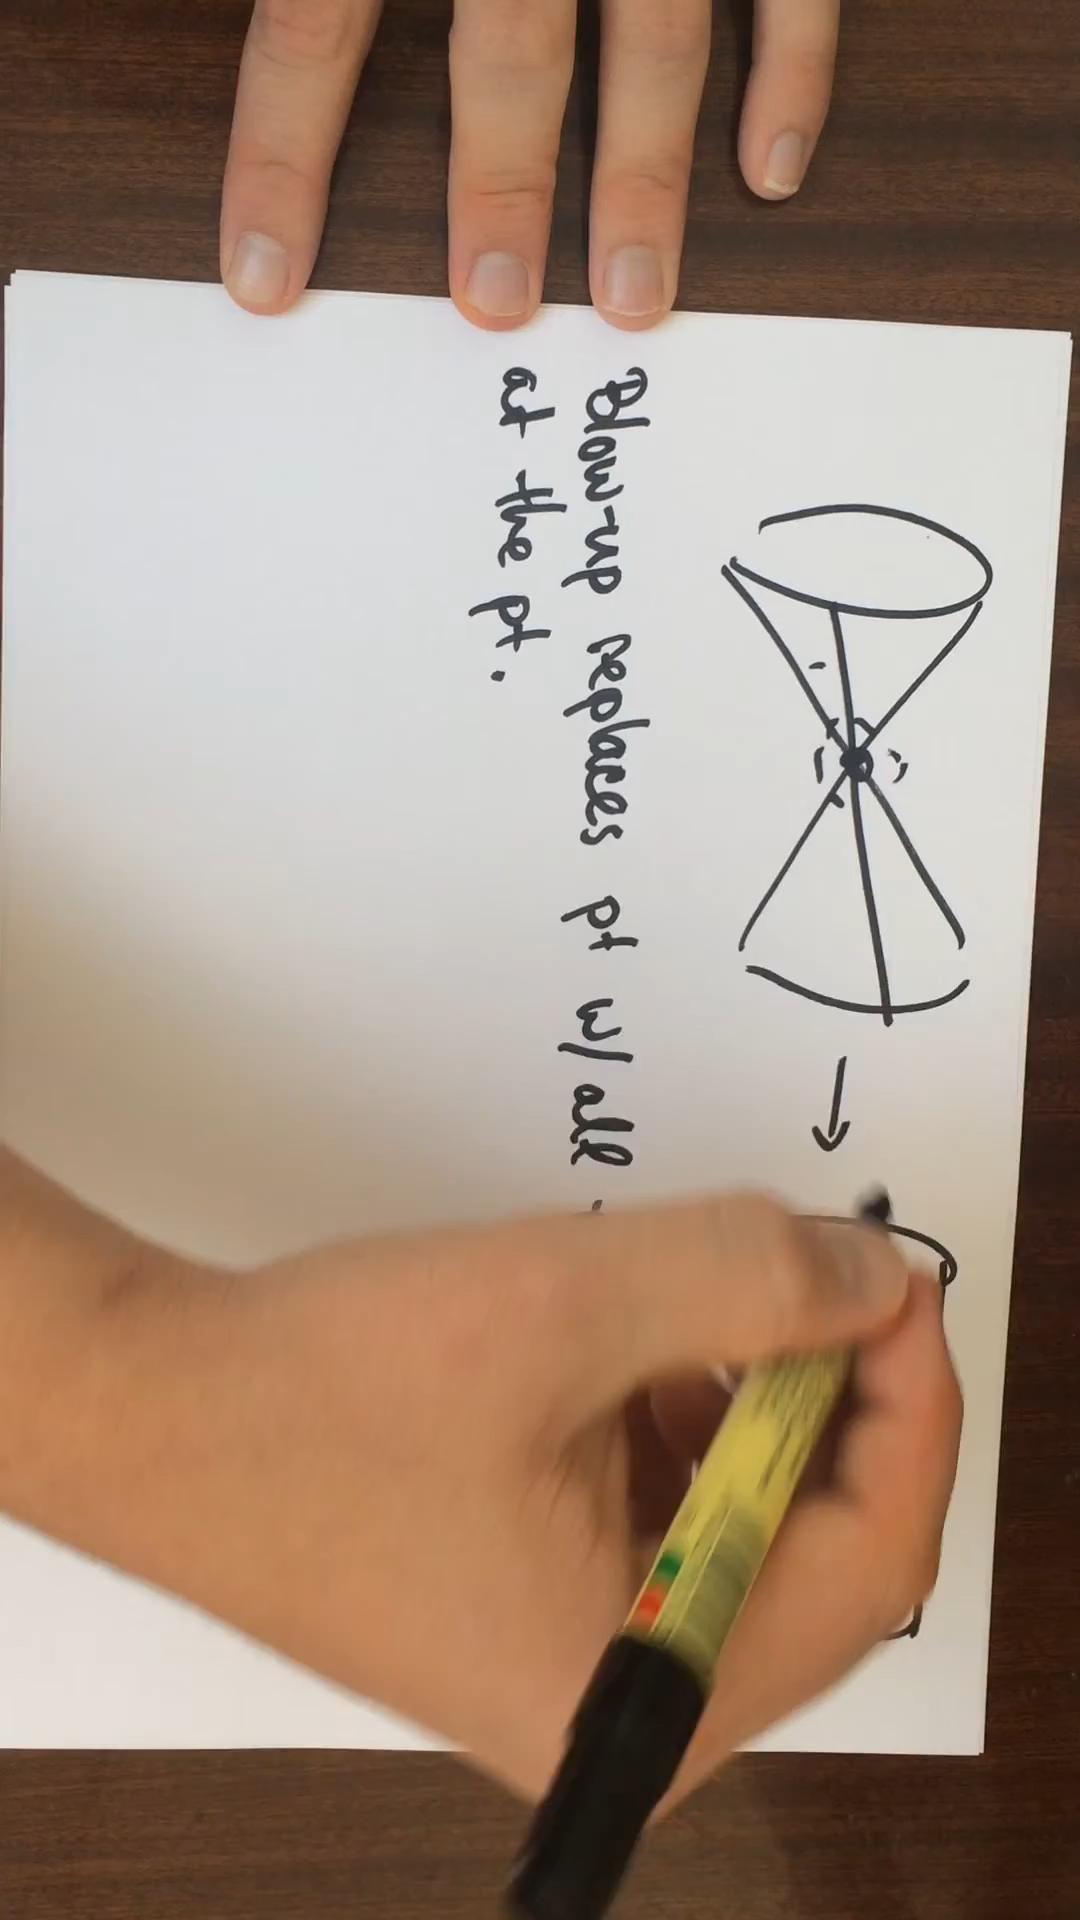 Blow-up replaces pt w/ all
at the pt.